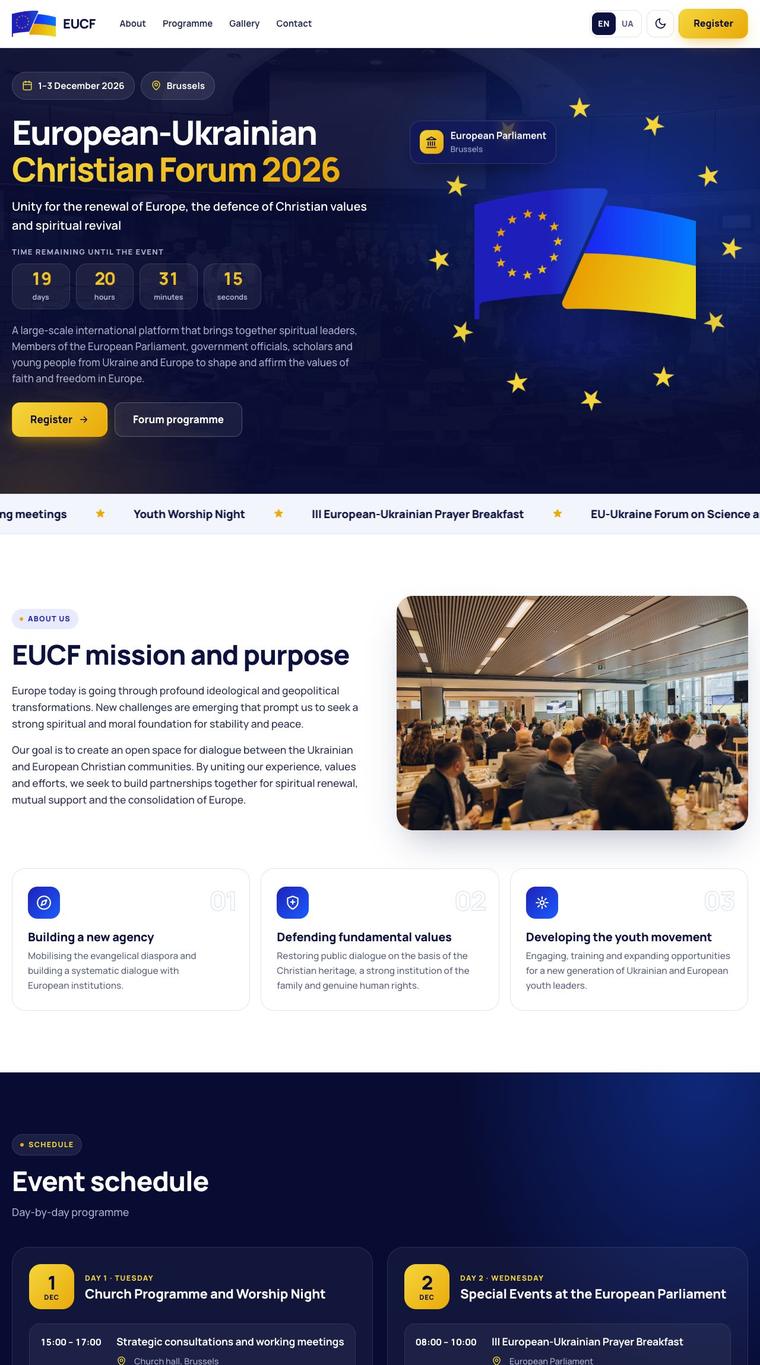 EUCF
About
Programme
Gallery
Contact
EN
UA
Register
1–3 December 2026
Brussels
European-Ukrainian
Christian Forum 2026
European Parliament
Brussels
Unity for the renewal of Europe, the defence of Christian values
and spiritual revival
TIME REMAINING UNTIL THE EVENT
19
days
20
hours
31
minutes
15
seconds
A large-scale international platform that brings together spiritual leaders,
Members of the European Parliament, government officials, scholars and
young people from Ukraine and Europe to shape and affirm the values of
faith and freedom in Europe.
Register →
Forum programme
ng meetings
Youth Worship Night
III European-Ukrainian Prayer Breakfast
EU-Ukraine Forum on Science a
ABOUT US
EUCF mission and purpose
Europe today is going through profound ideological and geopolitical
transformations. New challenges are emerging that prompt us to seek a
strong spiritual and moral foundation for stability and peace.
Our goal is to create an open space for dialogue between the Ukrainian
and European Christian communities. By uniting our experience, values
and efforts, we seek to build partnerships together for spiritual renewal,
mutual support and the consolidation of Europe.
01
Building a new agency
Mobilising the evangelical diaspora and
building a systematic dialogue with
European institutions.
02
Defending fundamental values
Restoring public dialogue on the basis of the
Christian heritage, a strong institution of the
family and genuine human rights.
03
Developing the youth movement
Engaging, training and expanding opportunities
for a new generation of Ukrainian and European
youth leaders.
SCHEDULE
Event schedule
Day-by-day programme
1
DEC
DAY 1 · TUESDAY
Church Programme and Worship Night
15:00 – 17:00
Strategic consultations and working meetings
Church hall, Brussels
2
DEC
DAY 2 · WEDNESDAY
Special Events at the European Parliament
08:00 – 10:00
III European-Ukrainian Prayer Breakfast
European Parliament